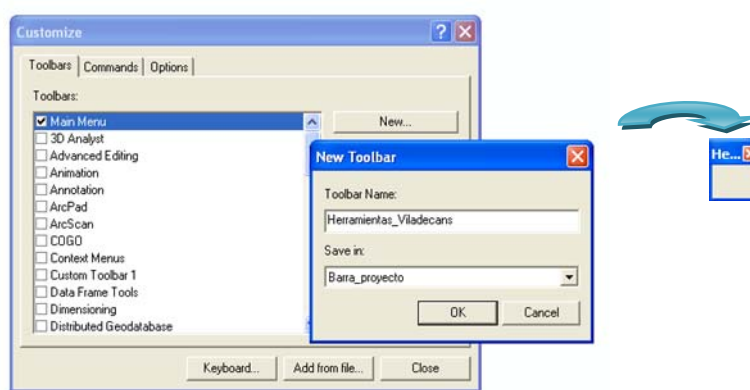 Customize
Toolbars Commands Options
Toolbars:
Main Menu
3D Analyst
Advanced Editing
Animation
Annotation
ArcPad
ArcScan
COGO
Context Menus
Custom Toolbar 1
Data Frame Tools
Dimensioning
Distributed Geodatabase
New...
New Toolbar
Toolbar Name:
Herramientas_Viladecans
Save in:
Barra_proyecto
OK Cancel
Keyboard... Add from file... Close
He...